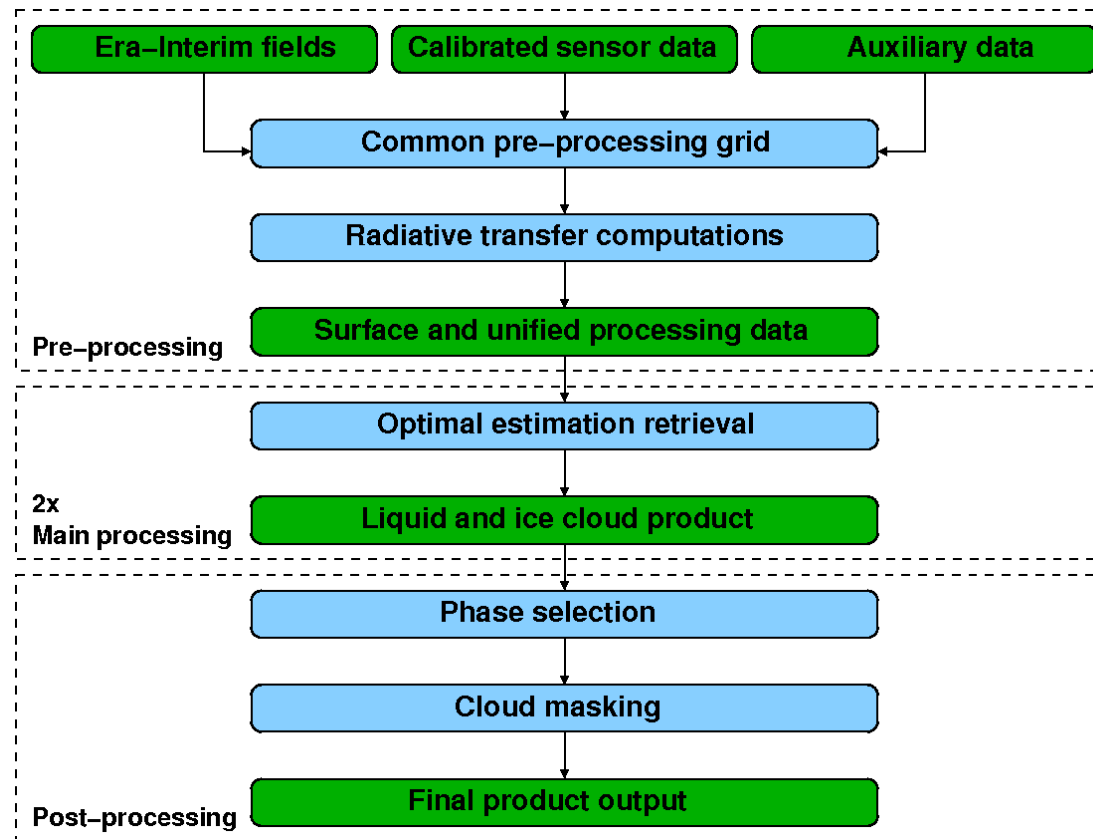 Era–Interim fields
Calibrated sensor data
Auxiliary data
Common pre–processing grid
Radiative transfer computations
Surface and unified processing data
Pre–processing
Optimal estimation retrieval
Liquid and ice cloud product
2x
Main processing
Phase selection
Cloud masking
Final product output
Post–processing